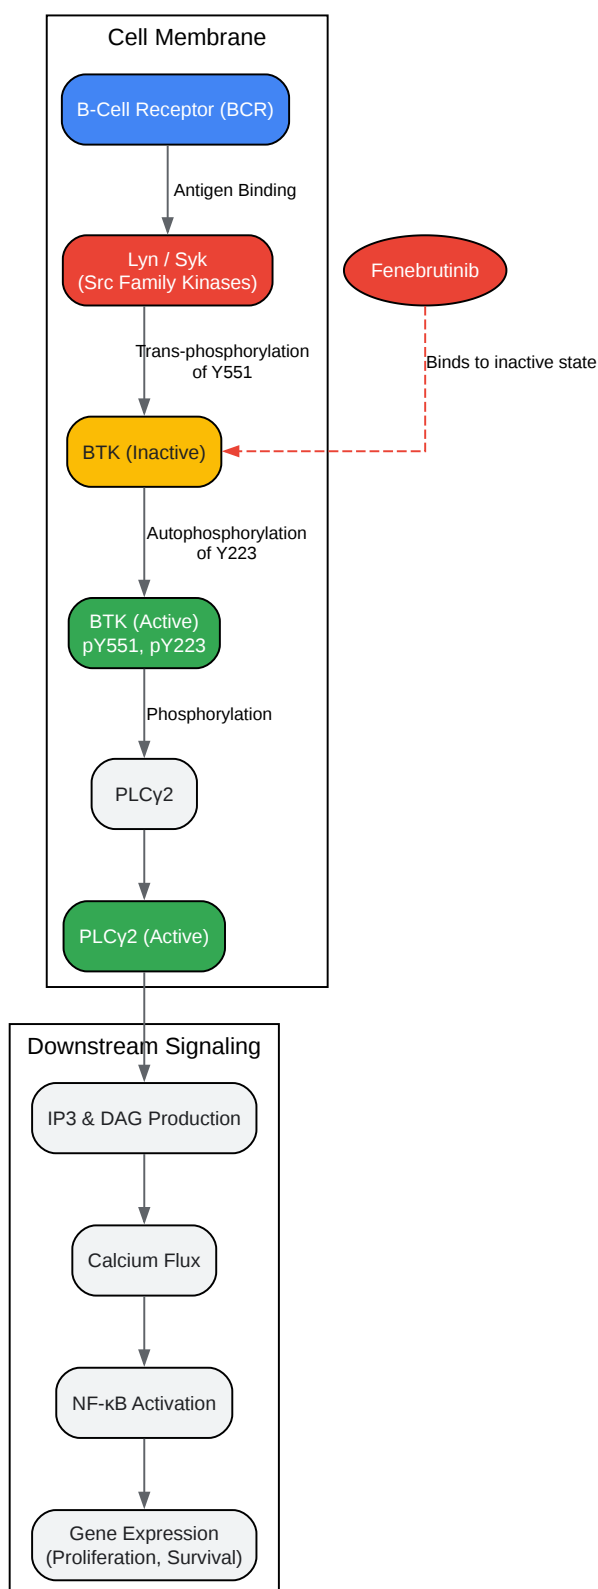 Cell Membrane
B-Cell Receptor (BCR)
Antigen Binding
Lyn / Syk
(Src Family Kinases)
Fenebrutinib
Trans-phosphorylation
of Y551
Binds to inactive state
BTK (Inactive)
Autophosphorylation
of Y223
BTK (Active)
pY551, pY223
Phosphorylation
PLCγ2
PLCγ2 (Active)
Downstream Signaling
IP3 & DAG Production
Calcium Flux
NF-κB Activation
Gene Expression
(Proliferation, Survival)